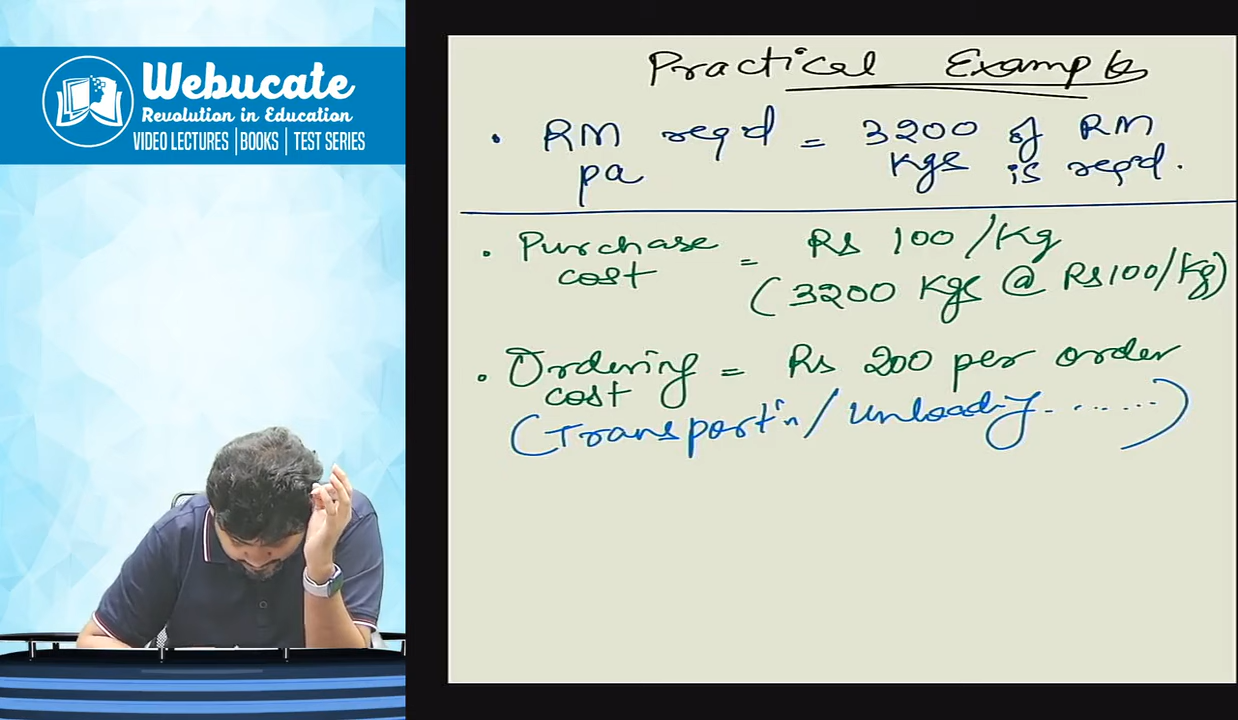 Webucate
Revolution in Education
VIDEO LECTURES | BOOKS | TEST SERIES
Practical Example
• RM reqd = 3200 of RM
pa kgs is reqd.
• Purchase = Rs 100/Kg
cost (3200 Kgs @ Rs100/Kg)
• Ordering = Rs 200 per order
cost
(Transport'n/Unloading........)